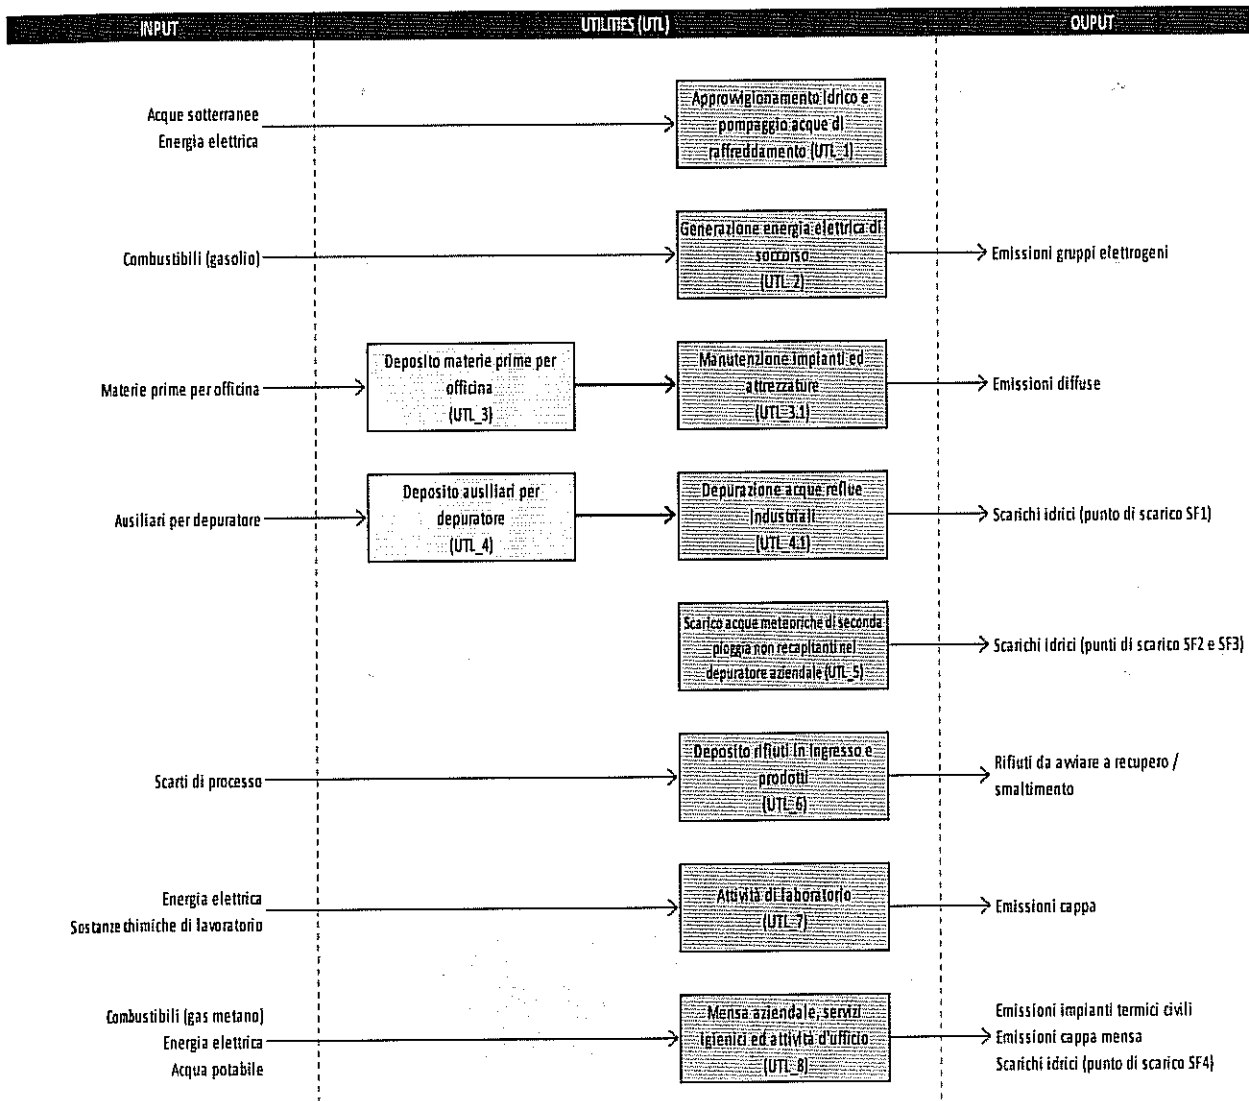 INPUT
UTILITIES (UTL)
OUPUT
Acque sotterranee
Energia elettrica
Approvvigionamento idrico e
pompaggio acque di
raffreddamento (UTL_1)
Combustibili (gasolio)
Generazione energia elettrica di
soccorso
(UTL_2)
Emissioni gruppi elettrogeni
Materie prime per officina
Deposito materie prime per
officina
(UTL_3)
Manutenzione impianti ed
attrezzature
(UTL_3.1)
Emissioni diffuse
Ausiliari per depuratore
Deposito ausiliari per
depuratore
(UTL_4)
Depurazione acque reflue
industriali
(UTL_4.1)
Scarichi idrici (punto di scarico SF1)
Scarico acque meteoriche di seconda
pioggia non recapitanti nel
depuratore aziendale (UTL_5)
Scarichi idrici (punti di scarico SF2 e SF3)
Scarti di processo
Deposito rifiuti in ingresso e
prodotti
(UTL_6)
Rifiuti da avviare a recupero /
smaltimento
Energia elettrica
Sostanze chimiche di lavoratorio
Attività di laboratorio
(UTL_7)
Emissioni cappa
Combustibili (gas metano)
Energia elettrica
Acqua potabile
Mensa aziendale, servizi
igienici ed attività d'ufficio
(UTL_8)
Emissioni impianti termici civili
Emissioni cappa mensa
Scarichi idrici (punto di scarico SF4)